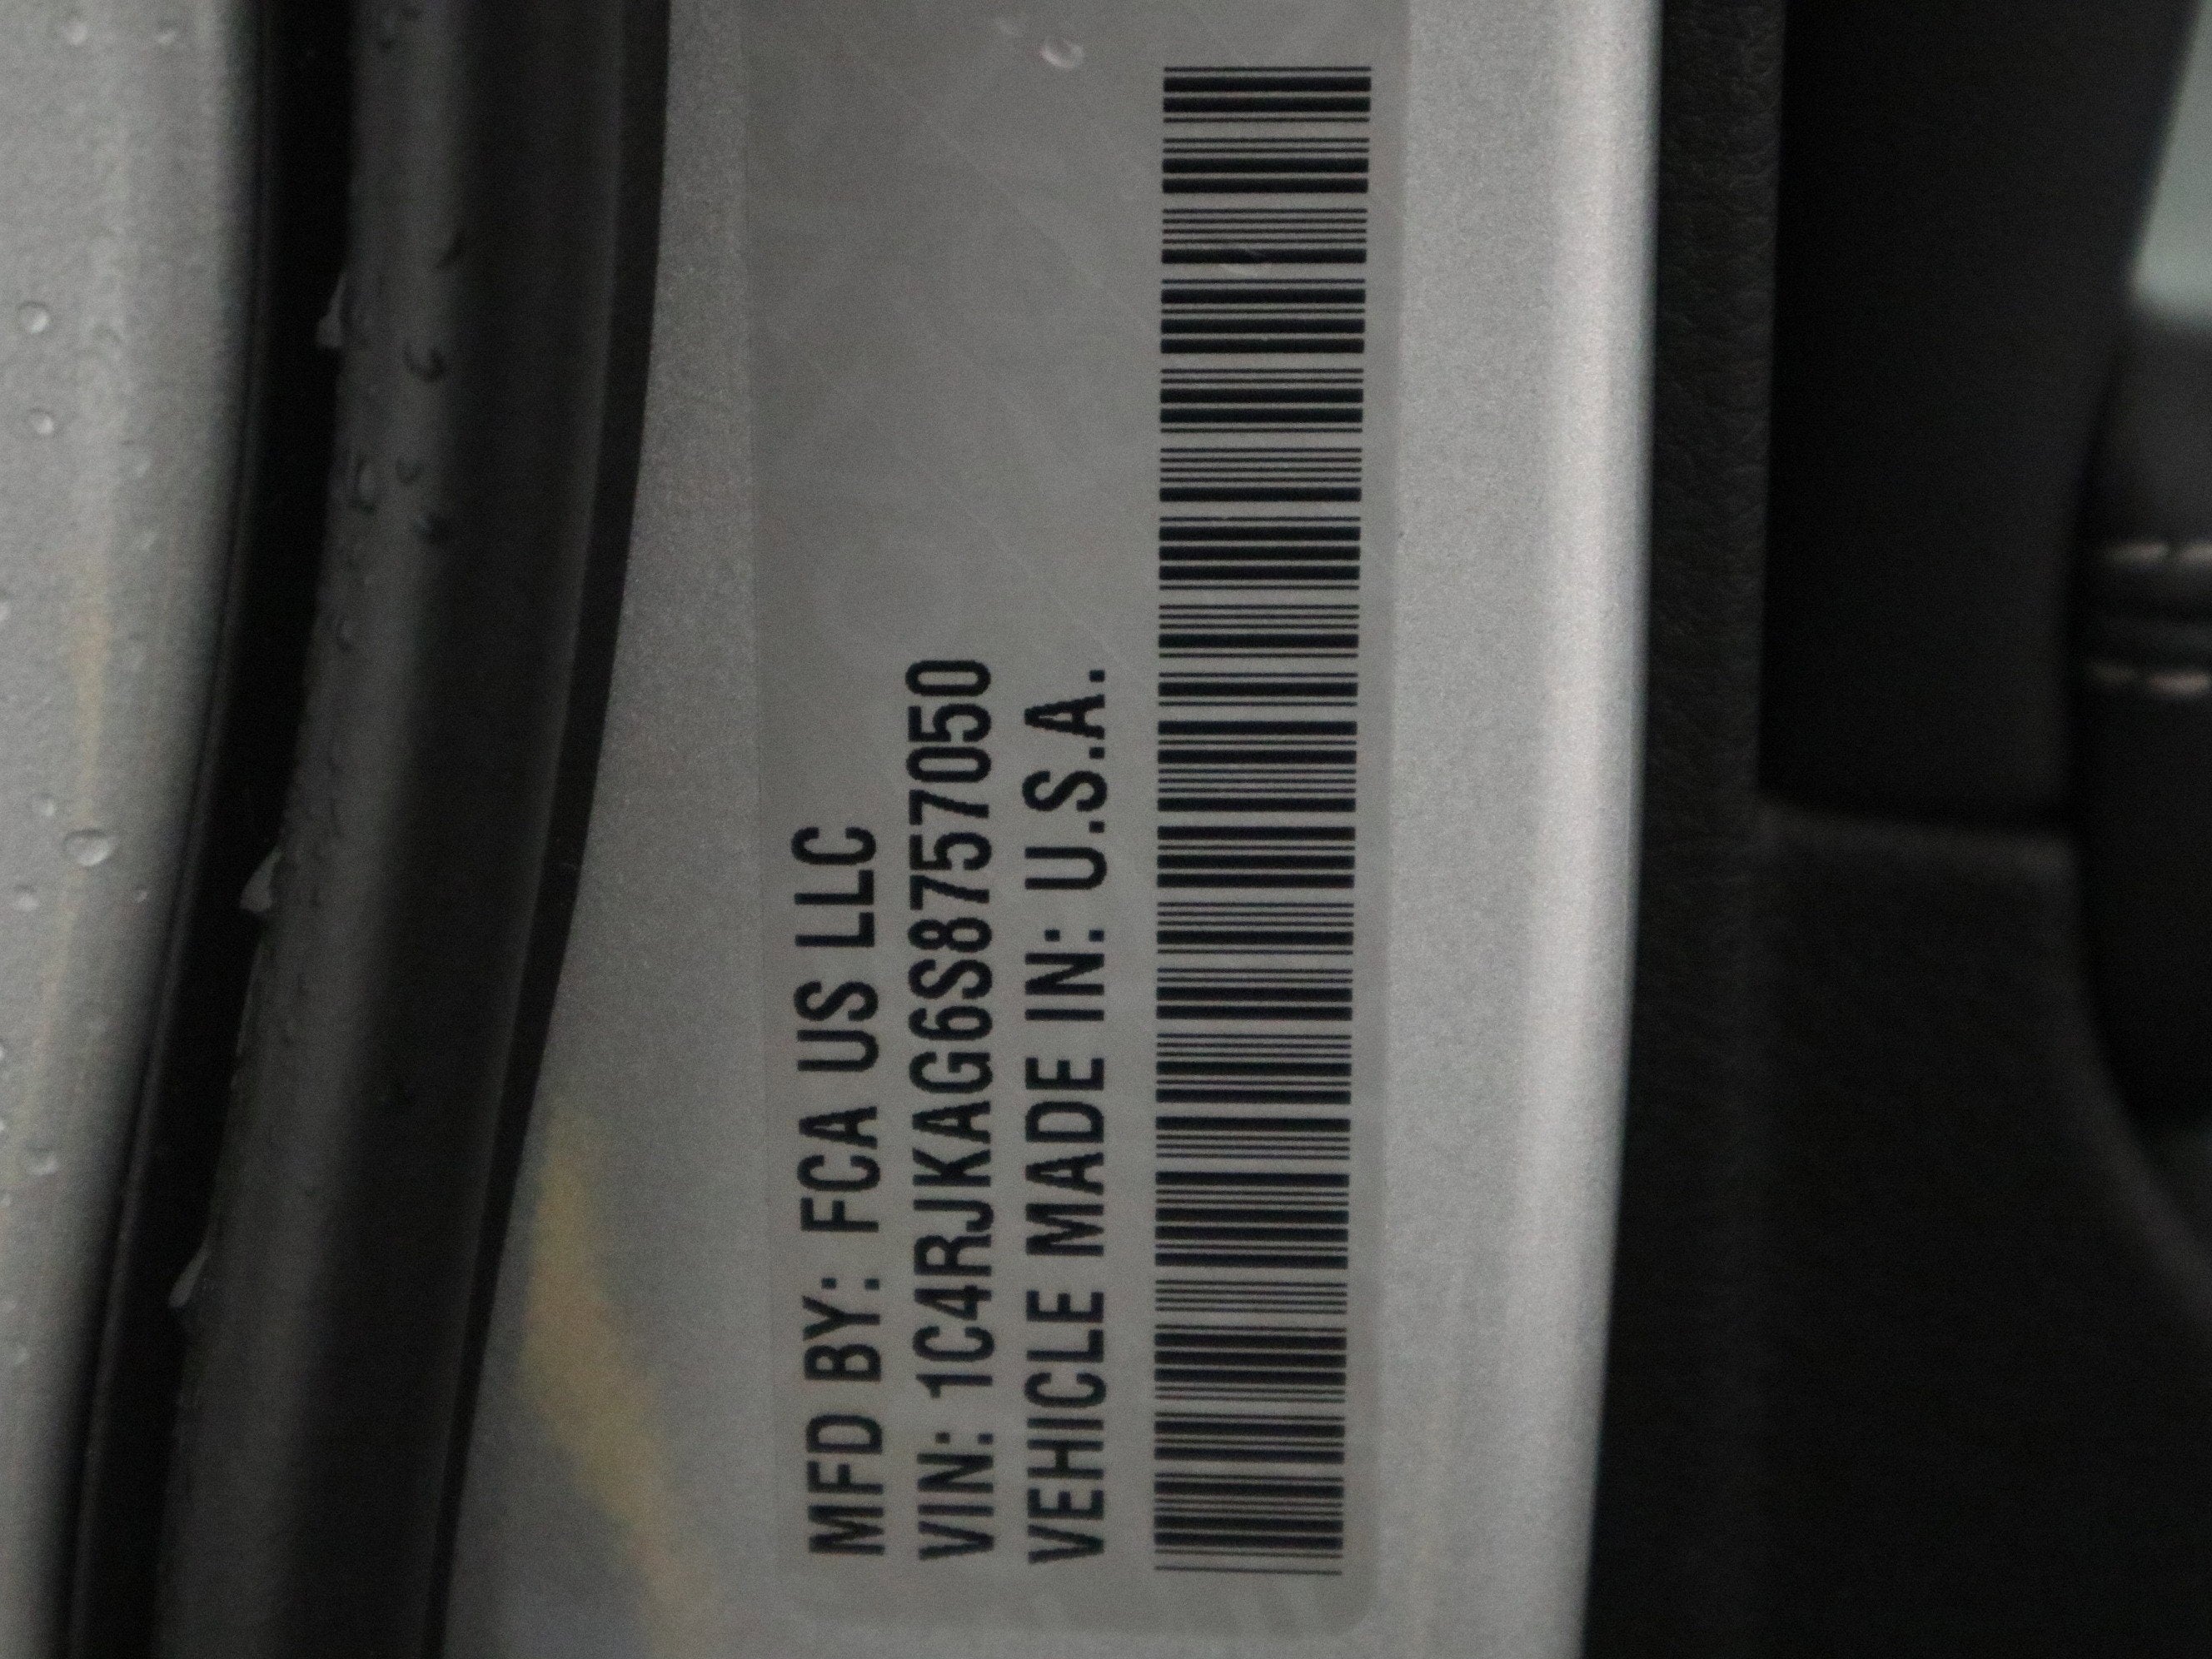 MFD BY: FCA US LLC
VIN: 1C4RJKAG6S8757050
VEHICLE MADE IN: U.S.A.